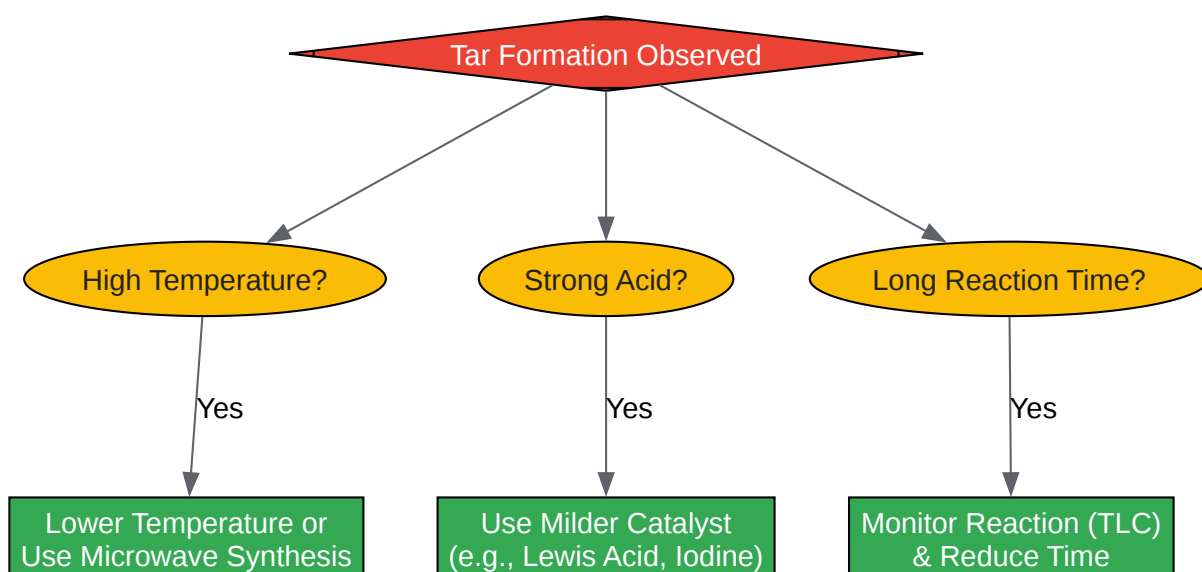 Tar Formation Observed
High Temperature?
Strong Acid?
Long Reaction Time?
Yes
Yes
Yes
Lower Temperature or
Use Microwave Synthesis
Use Milder Catalyst
(e.g., Lewis Acid, Iodine)
Monitor Reaction (TLC)
& Reduce Time